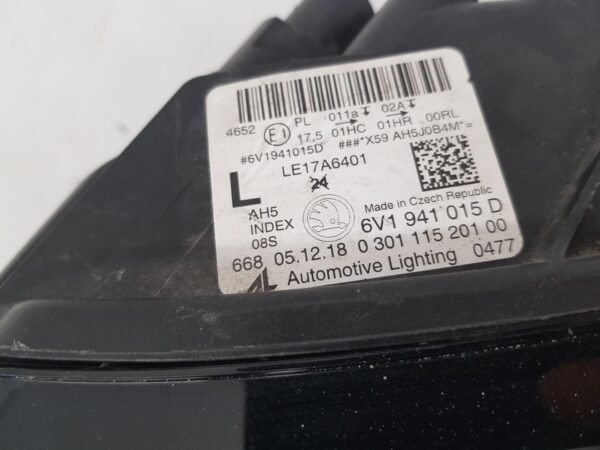 4652 E1 PL 011a 02A
17,5 01HC 01HR 00RL
#6V1941015D ###*X59 AH5J0B4M*=
LE17A6401
24
L
AH5
INDEX
08S
Made in Czech Republic
6V1 941 015 D
668 05.12.18 0 301 115 201 00
AL Automotive Lighting 0477